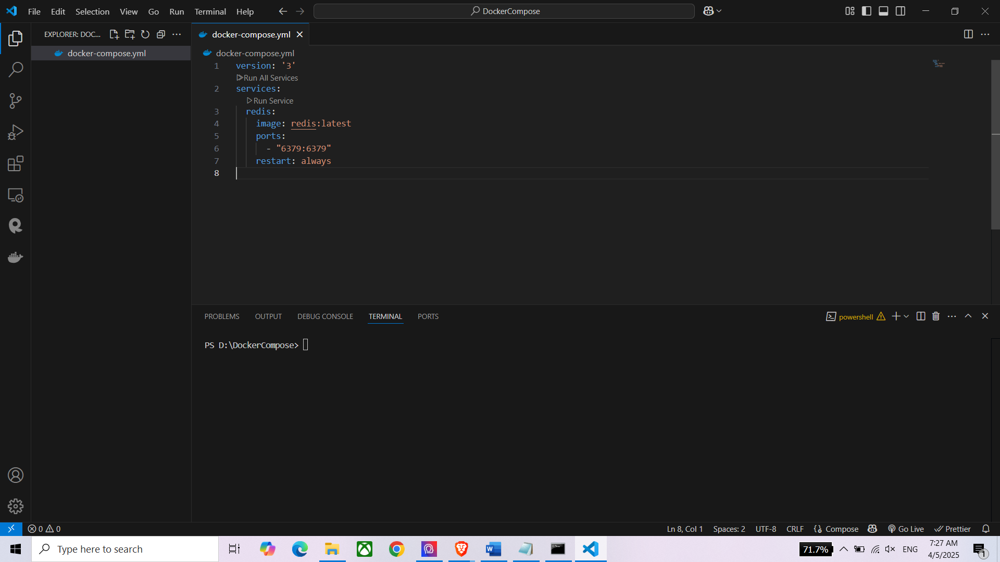 File Edit Selection View Go Run Terminal Help
DockerCompose
EXPLORER: DOC...
docker-compose.yml
docker-compose.yml
docker-compose.yml
1 version: '3'
Run All Services
2 services:
Run Service
3 redis:
4 image: redis:latest
5 ports:
6 - "6379:6379"
7 restart: always
8
PROBLEMS OUTPUT DEBUG CONSOLE TERMINAL PORTS
powershell
PS D:\DockerCompose>
0 0
Ln 8, Col 1 Spaces: 2 UTF-8 CRLF Compose Go Live Prettier
Type here to search
71.7%
ENG
7:27 AM
4/5/2025
1